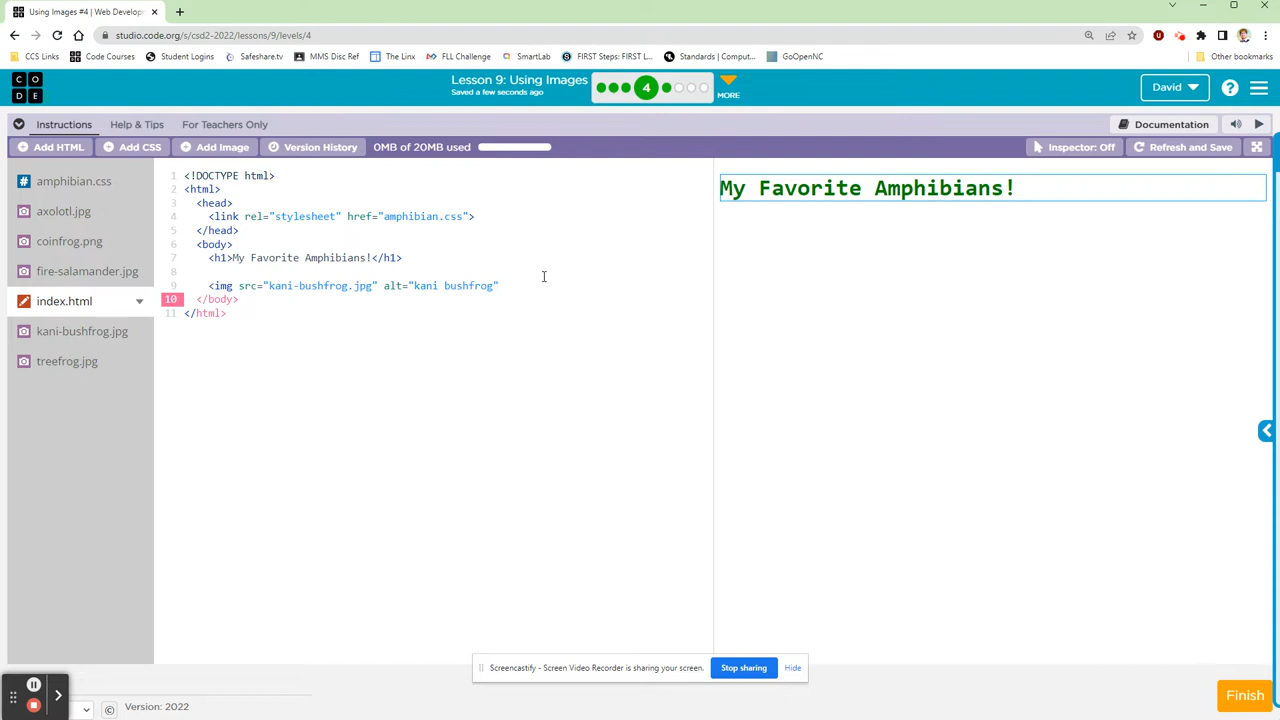 Using Images #4 | Web Develop
studio.code.org/s/csd2-2022/lessons/9/levels/4
CCS Links
Code Courses
Student Logins
Safeshare.tv
MMS Disc Ref
The Linx
FLL Challenge
SmartLab
FIRST Steps: FIRST L...
Standards | Comput...
GoOpenNC
Other bookmarks
CO
DE
Lesson 9: Using Images
Saved a few seconds ago
4
MORE
David
Instructions
Help & Tips
For Teachers Only
Documentation
Add HTML
Add CSS
Add Image
Version History
0MB of 20MB used
Inspector: Off
Refresh and Save
amphibian.css
axolotl.jpg
coinfrog.png
fire-salamander.jpg
index.html
kani-bushfrog.jpg
treefrog.jpg
1 <!DOCTYPE html>
2 <html>
3 <head>
4 <link rel="stylesheet" href="amphibian.css">
5 </head>
6 <body>
7 <h1>My Favorite Amphibians!</h1>
8
9 <img src="kani-bushfrog.jpg" alt="kani bushfrog"
10 </body>
11 </html>
My Favorite Amphibians!
Screencastify - Screen Video Recorder is sharing your screen.
Stop sharing
Hide
Version: 2022
Finish